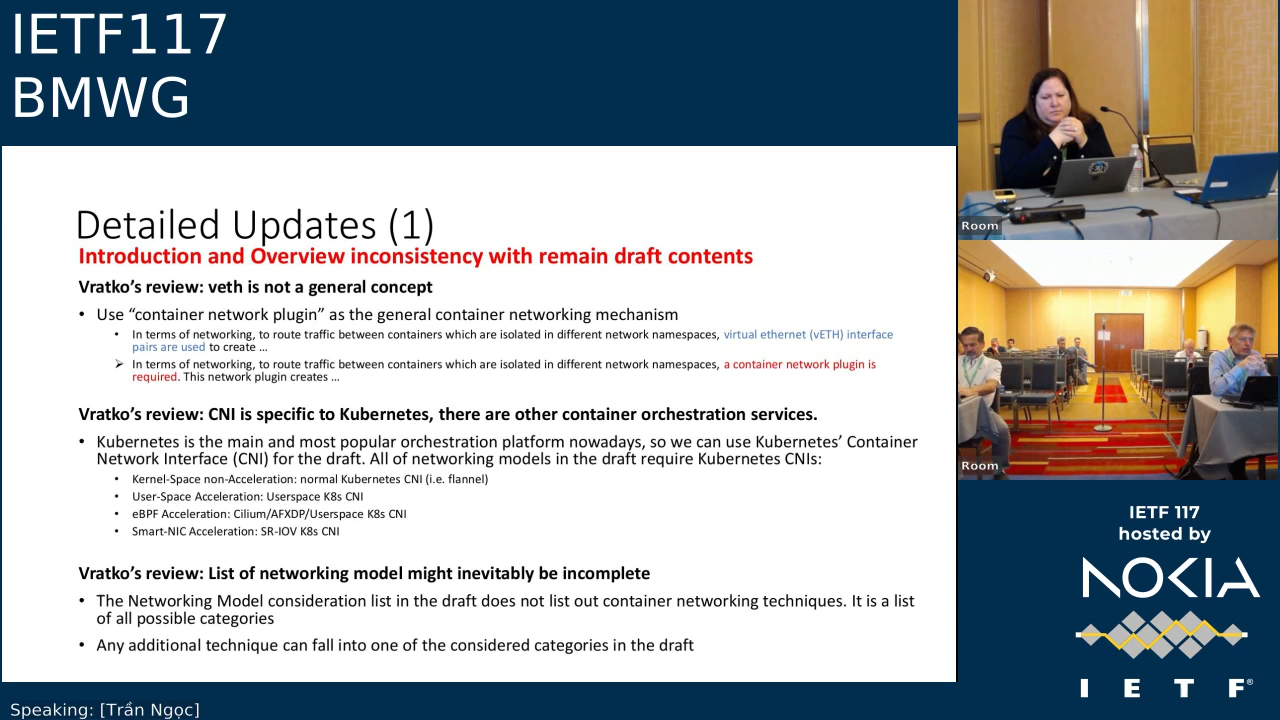 IETF117
BMWG
Detailed Updates (1)
Introduction and Overview inconsistency with remain draft contents
Vratko’s review: veth is not a general concept
• Use “container network plugin” as the general container networking mechanism
• In terms of networking, to route traffic between containers which are isolated in different network namespaces, virtual ethernet (vETH) interface
pairs are used to create …
➢ In terms of networking, to route traffic between containers which are isolated in different network namespaces, a container network plugin is
required. This network plugin creates …
Vratko’s review: CNI is specific to Kubernetes, there are other container orchestration services.
• Kubernetes is the main and most popular orchestration platform nowadays, so we can use Kubernetes’ Container
Network Interface (CNI) for the draft. All of networking models in the draft require Kubernetes CNIs:
• Kernel-Space non-Acceleration: normal Kubernetes CNI (i.e. flannel)
• User-Space Acceleration: Userspace K8s CNI
• eBPF Acceleration: Cilium/AFXDP/Userspace K8s CNI
• Smart-NIC Acceleration: SR-IOV K8s CNI
Vratko’s review: List of networking model might inevitably be incomplete
• The Networking Model consideration list in the draft does not list out container networking techniques. It is a list
of all possible categories
• Any additional technique can fall into one of the considered categories in the draft
Speaking: [Trần Ngọc]
Room
Room
IETF 117
hosted by
NOKIA
I E T F®